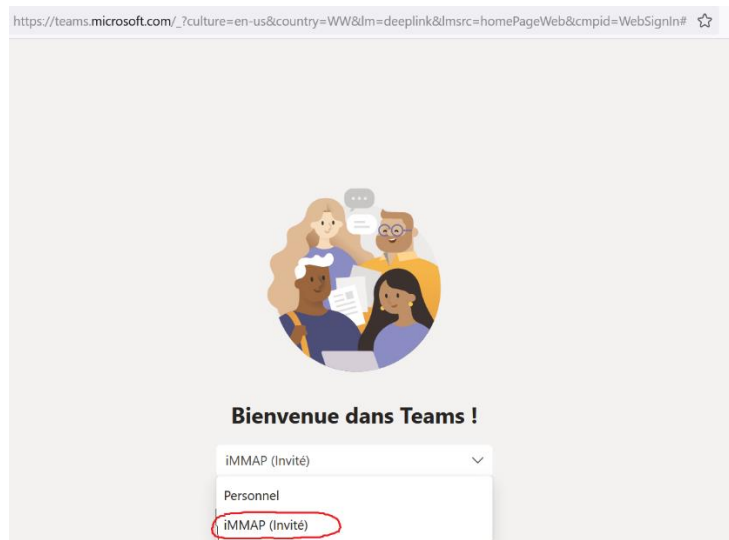 https://teams.microsoft.com/_?culture=en-us&country=WW&lm=deeplink&lmsrc=homePageWeb&cmpid=WebSignIn#
Bienvenue dans Teams !
iMMAP (Invité)
Personnel
iMMAP (Invité)